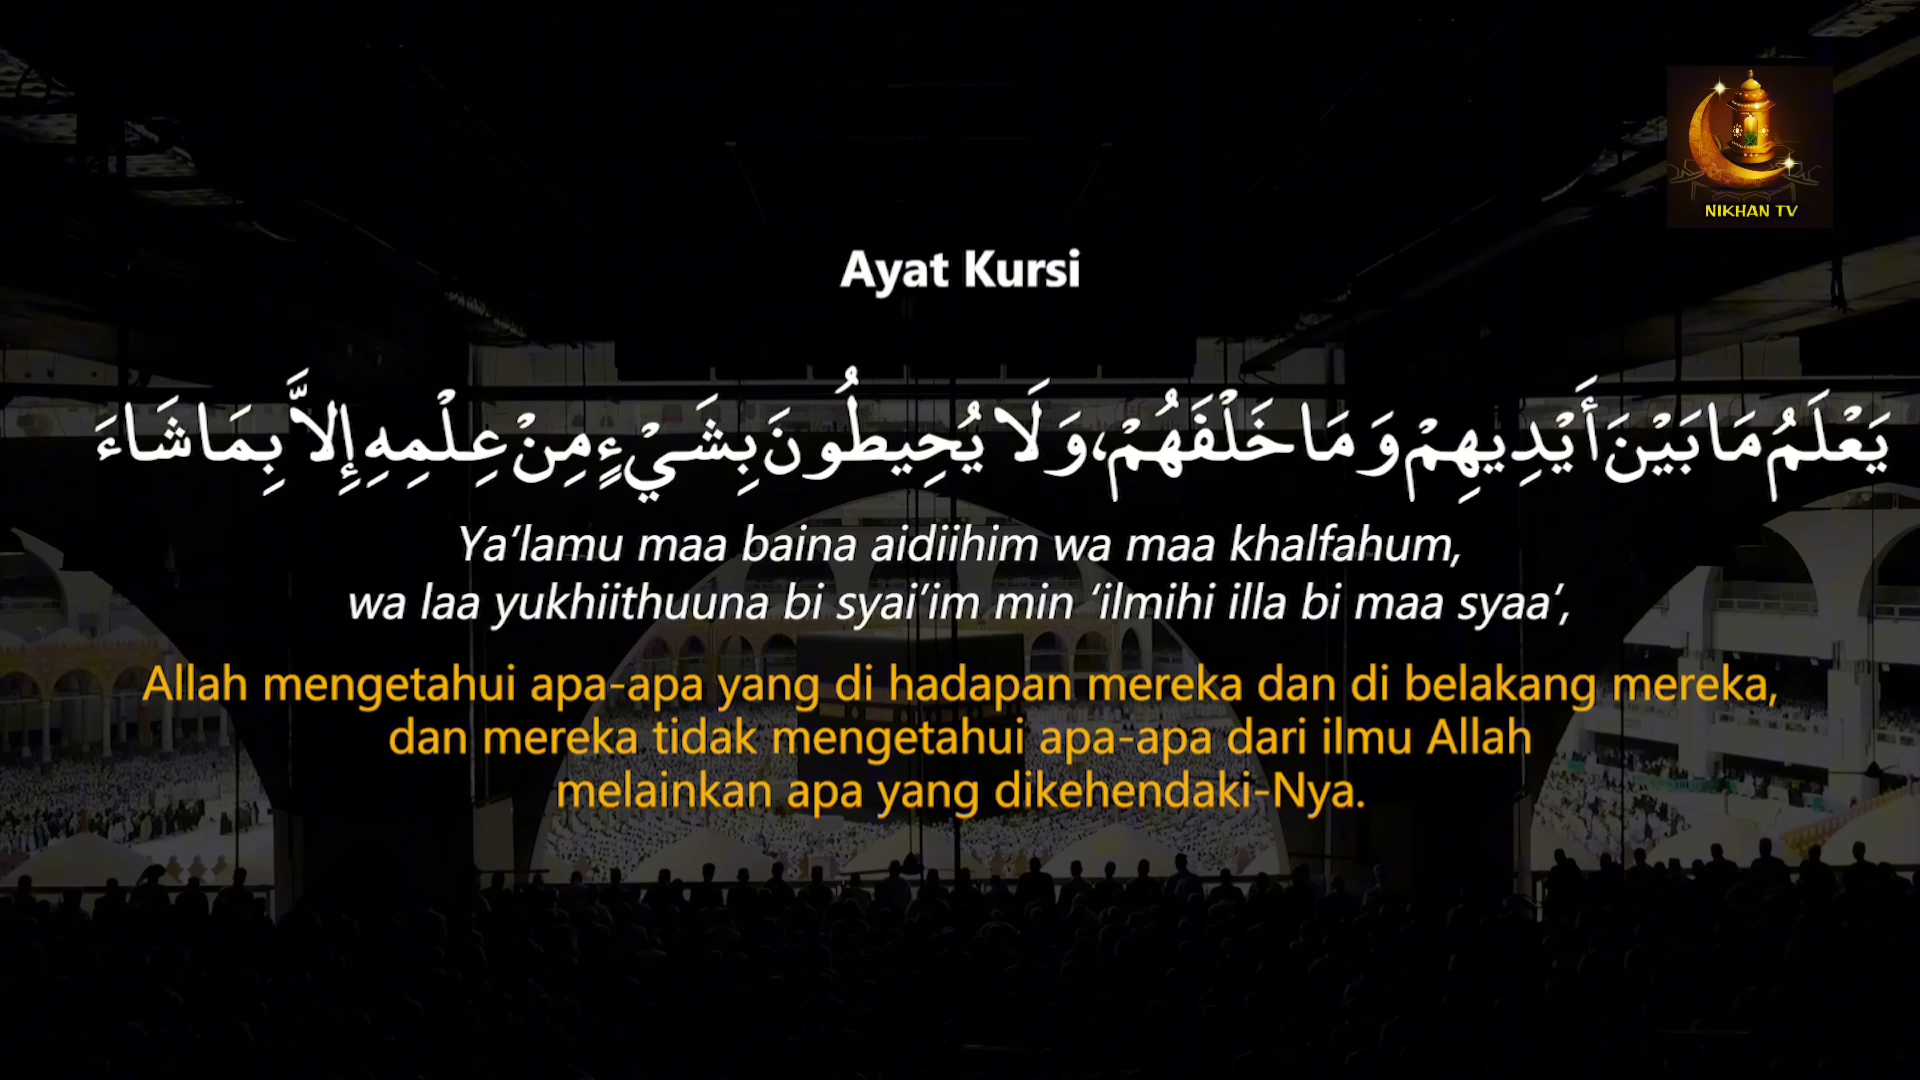 NIKHAN TV
Ayat Kursi
يَعْلَمُ مَا بَيْنَ أَيْدِيهِمْ وَمَا خَلْفَهُمْ، وَلَا يُحِيطُونَ بِشَيْءٍ مِنْ عِلْمِهِ إِلاَّ بِمَا شَاءَ
Ya’lamu maa baina aidiihim wa maa khalfahum,
wa laa yukhiithuuna bi syai’im min ‘ilmihi illa bi maa syaa’,
Allah mengetahui apa-apa yang di hadapan mereka dan di belakang mereka,
dan mereka tidak mengetahui apa-apa dari ilmu Allah
melainkan apa yang dikehendaki-Nya.